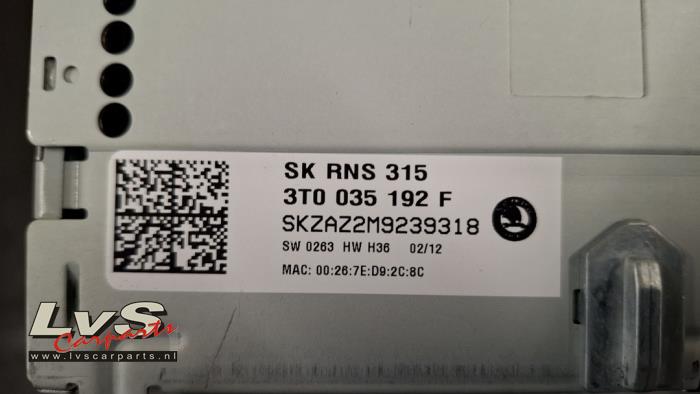 SK RNS 315
3T0 035 192 F
SKZAZ2M9239318
SW 0263 HW H36 02/12
MAC: 00:26:7E:D9:2C:8C
LvS
Carparts
www.lvscarparts.nl